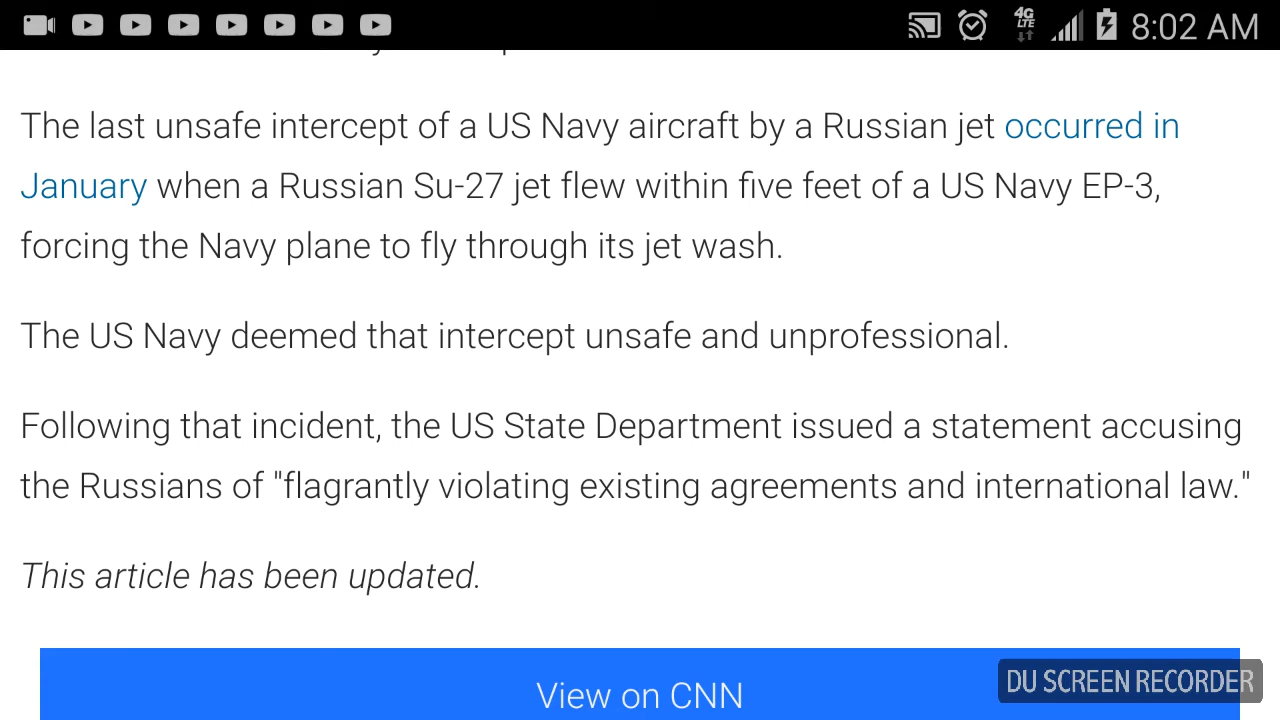 4G
LTE
8:02 AM
The last unsafe intercept of a US Navy aircraft by a Russian jet occurred in
January when a Russian Su-27 jet flew within five feet of a US Navy EP-3,
forcing the Navy plane to fly through its jet wash.
The US Navy deemed that intercept unsafe and unprofessional.
Following that incident, the US State Department issued a statement accusing
the Russians of "flagrantly violating existing agreements and international law."
This article has been updated.
View on CNN
DU SCREEN RECORDER